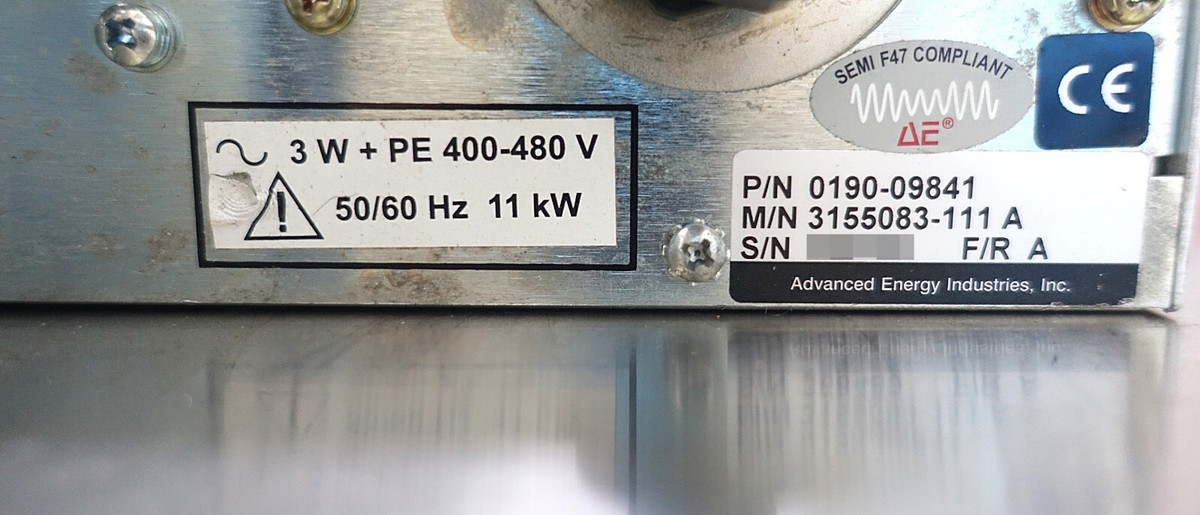 3 W + PE 400-480 V
50/60 Hz 11 kW
SEMI F47 COMPLIANT
AE®
CE
P/N 0190-09841
M/N 3155083-111 A
S/N F/R A
Advanced Energy Industries, Inc.